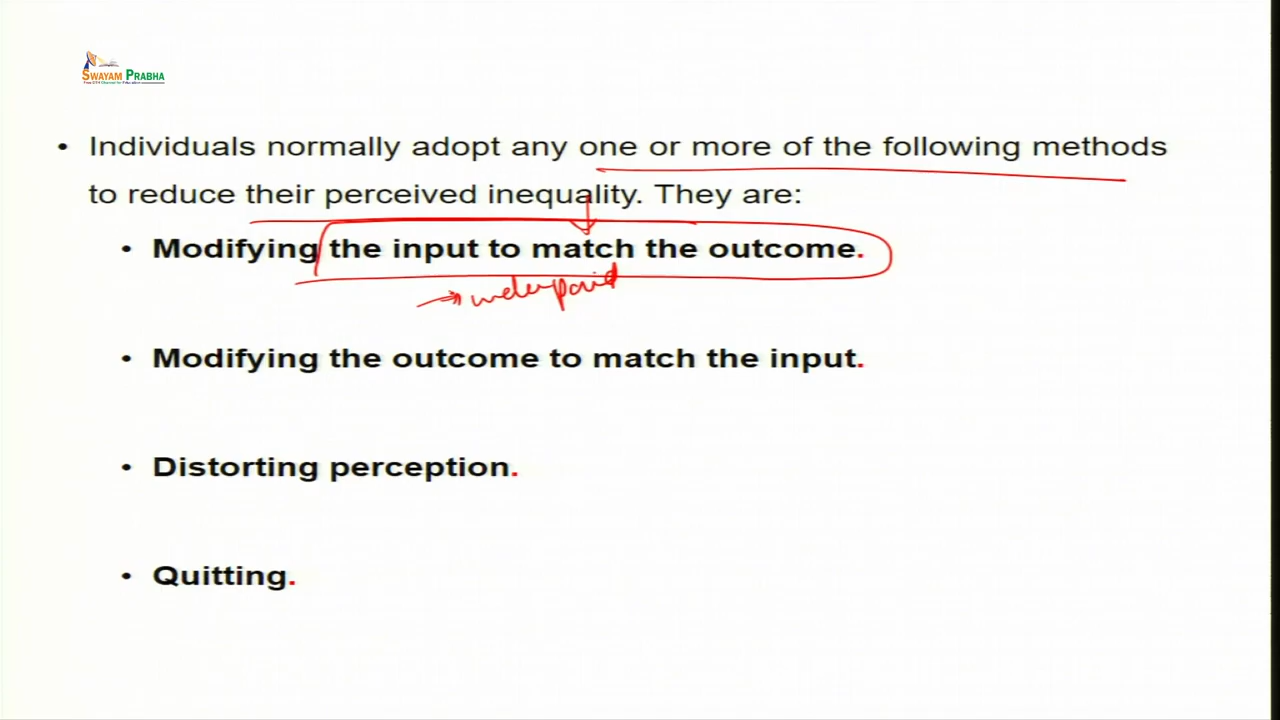 SWAYAM PRABHA
• Individuals normally adopt any one or more of the following methods
to reduce their perceived inequality. They are:
• Modifying the input to match the outcome.
underpaid
• Modifying the outcome to match the input.
• Distorting perception.
• Quitting.